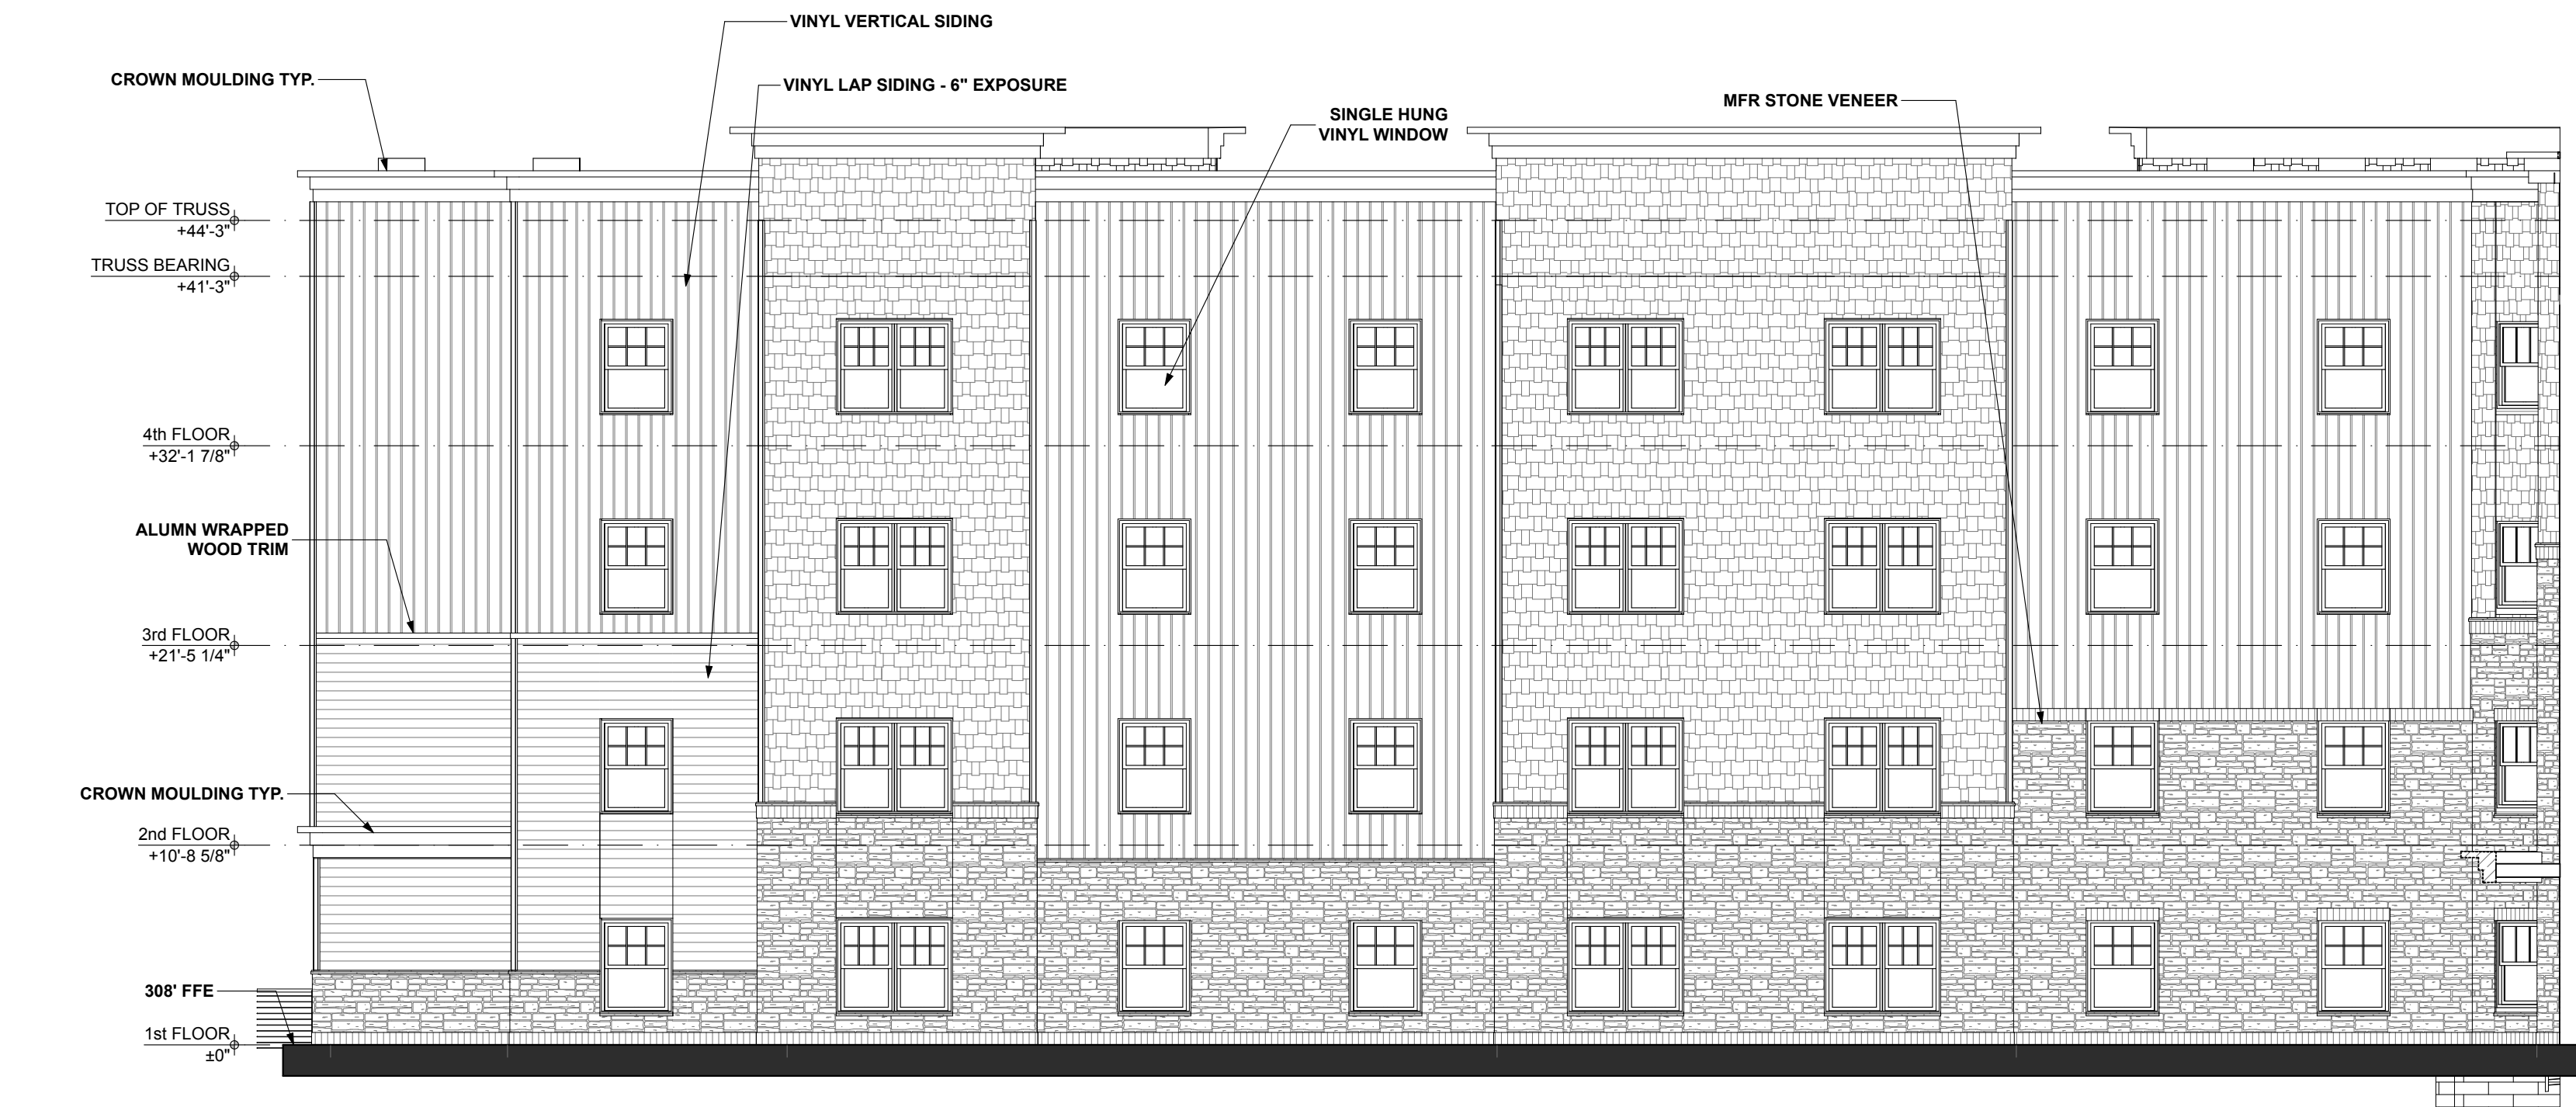 VINYL VERTICAL SIDING
CROWN MOULDING TYP.
VINYL LAP SIDING - 6" EXPOSURE
MFR STONE VENEER
SINGLE HUNG
VINYL WINDOW
TOP OF TRUSS
+44'-3"
TRUSS BEARING
+41'-3"
4th FLOOR
+32'-1 7/8"
ALUMN WRAPPED
WOOD TRIM
3rd FLOOR
+21'-5 1/4"
CROWN MOULDING TYP.
2nd FLOOR
+10'-8 5/8"
308' FFE
1st FLOOR
±0"